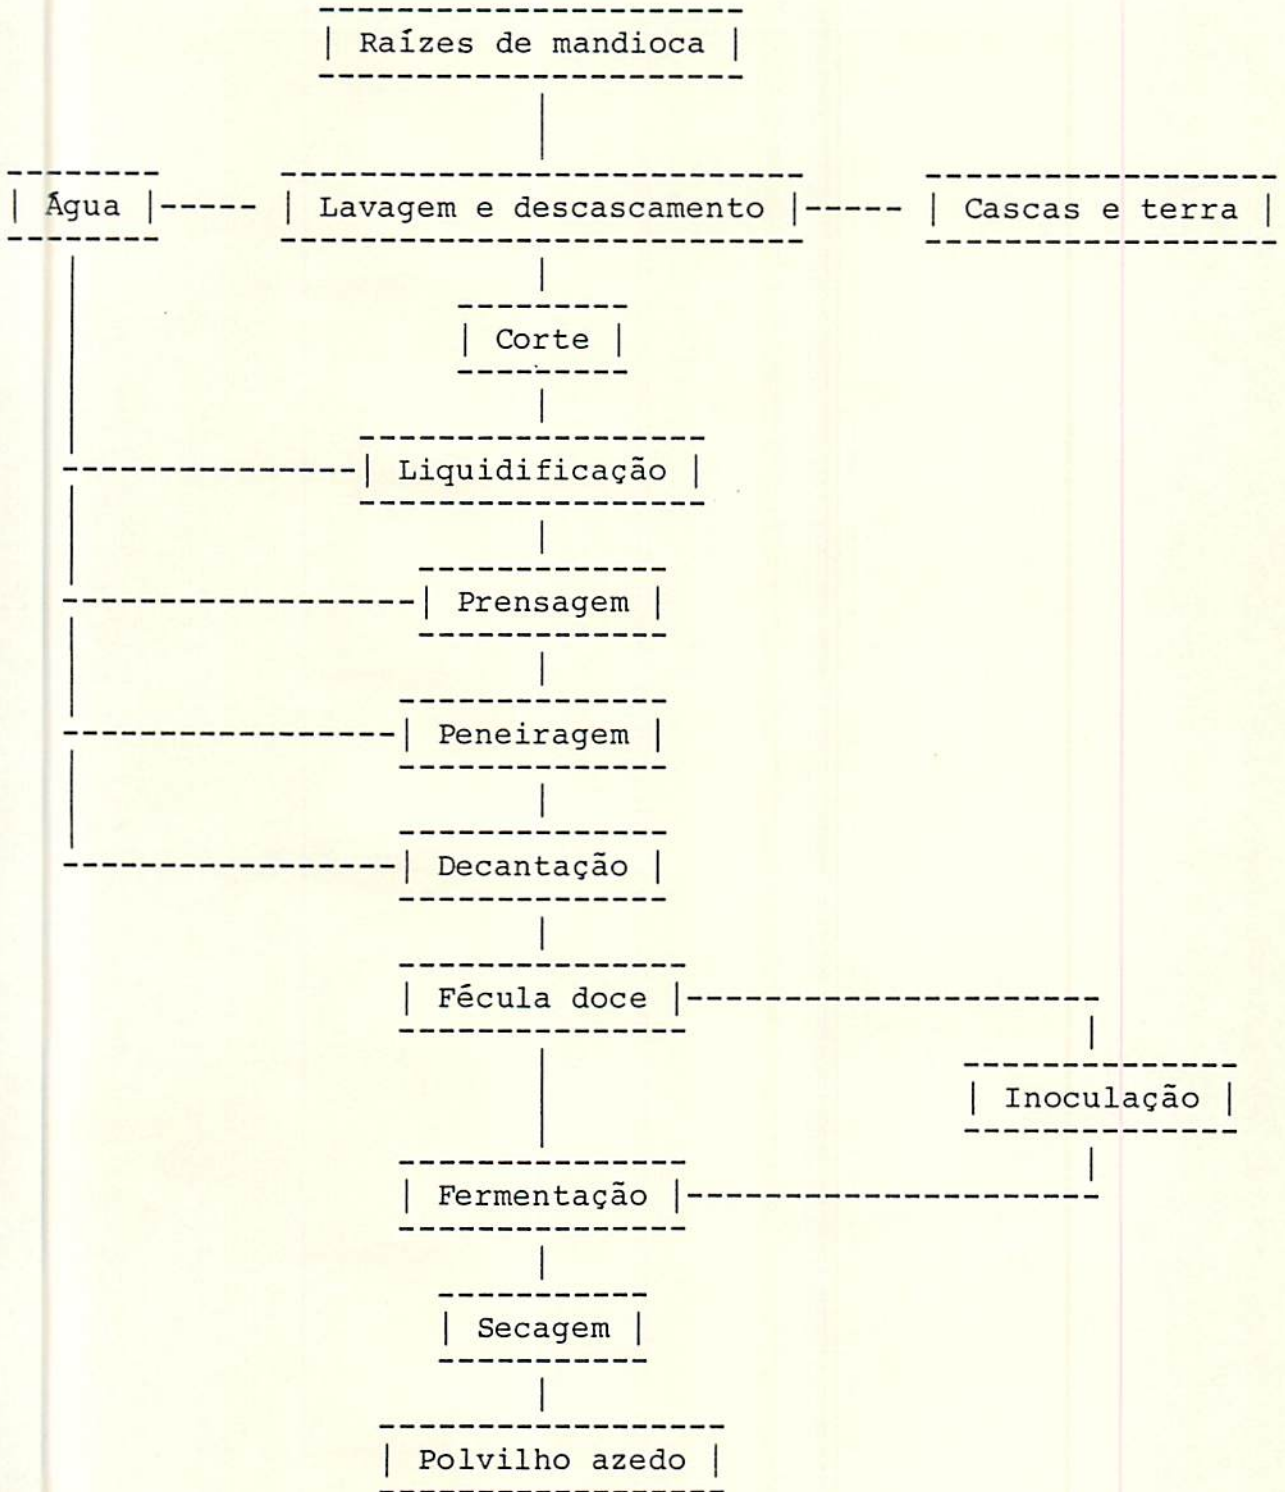 Raízes de mandioca
Água Lavagem e descascamento Cascas e terra
Corte
Liquidificação
Prensagem
Peneiragem
Decantação
Fécula doce
Inoculação
Fermentação
Secagem
Polvilho azedo